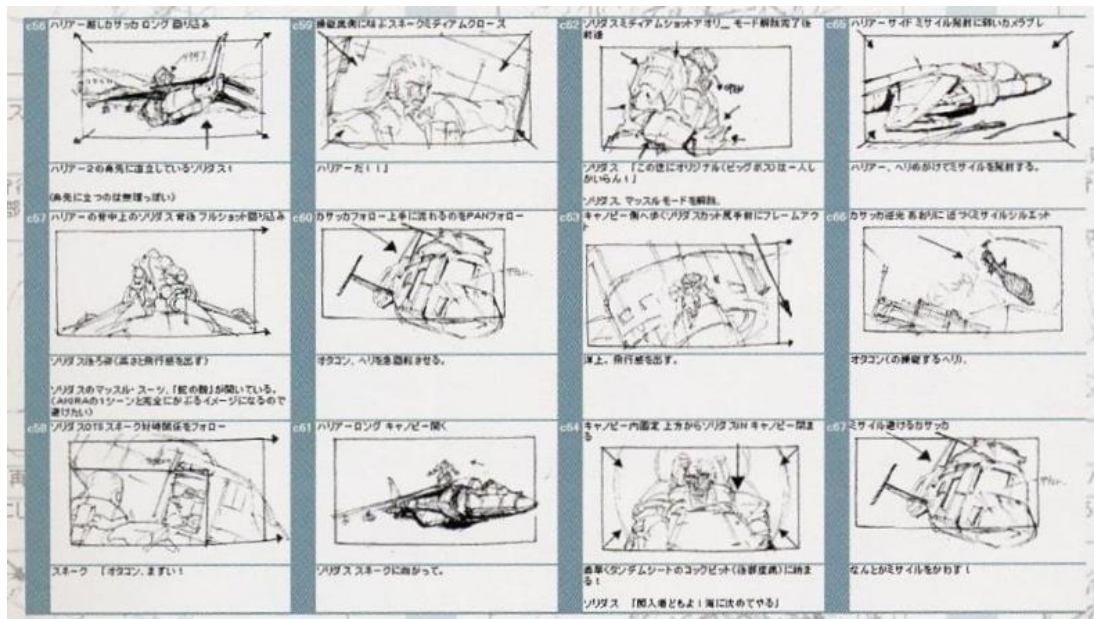 c56 ハリアー越しカサッカ ロング 回り込み
ハリアー2の鼻先に直立しているソリダス!
(鼻先に立つのは無理っぽい)
c57 ハリアーの背中上のソリダス 背後 フルショット回り込み
ソリダス後ろ姿(高さと飛行感を出す)
ソリダスのマッスル・スーツ、「蛇の鞍」が開いている。
(AKIRAの1シーンと完全にかぶるイメージになるので
避けたい)
c58 ソリダスOTSスネーク対峙関係をフォロー
スネーク 「オタコン、まずい!
c59 操縦席側に叫ぶスネークミディアムクローズ
ハリアーだ!!」
c60 カサッカフォロー上手に流れるのをPANフォロー
オタコン、ヘリを急回転させる。
c61 ハリアーロング キャノピー開く
ソリダス スネークに向かって。
c62 ソリダスミディアムショットアオリ__ モード解除完了後
前進
OPEN
ソリダス 「この世にオリジナル(ビッグボス)は一人し
かいらん!」
ソリダス、マッスルモードを解除。
c63 キャノピー側へ歩くソリダスカット尻手前にフレームアウ
ト
洋上、飛行感を出す。
c64 キャノピー内固定 上方からソリダスIN キャノピー閉ま
る
素早くタンデムシートのコックピット(後部座席)に納ま
る!
ソリダス 「闖入者どもよ!海に沈めてやる」
c65 ハリアーサイド ミサイル発射に弱いカメラブレ
ハリアー、ヘリめがけてミサイルを発射する。
c66 カサッカ逆光 あおりに近づくミサイルシルエット
オタコン(の操縦するヘリ)、
c67 ミサイル避けるカサッカ
なんとかミサイルをかわす!